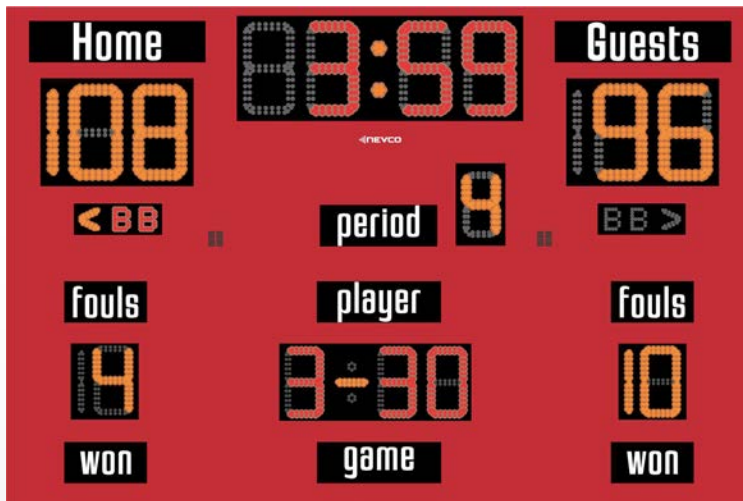 Home 3:59 Guests
108 96
NEVCO
<BB period 4 BB >
fouls player fouls
4 3-30 10
won game won